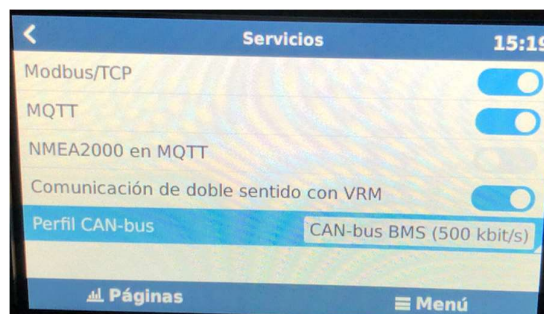 Servicios 15:19
Modbus/TCP
MQTT
NMEA2000 en MQTT
Comunicación de doble sentido con VRM
Perfil CAN-bus CAN-bus BMS (500 kbit/s)
Páginas Menú